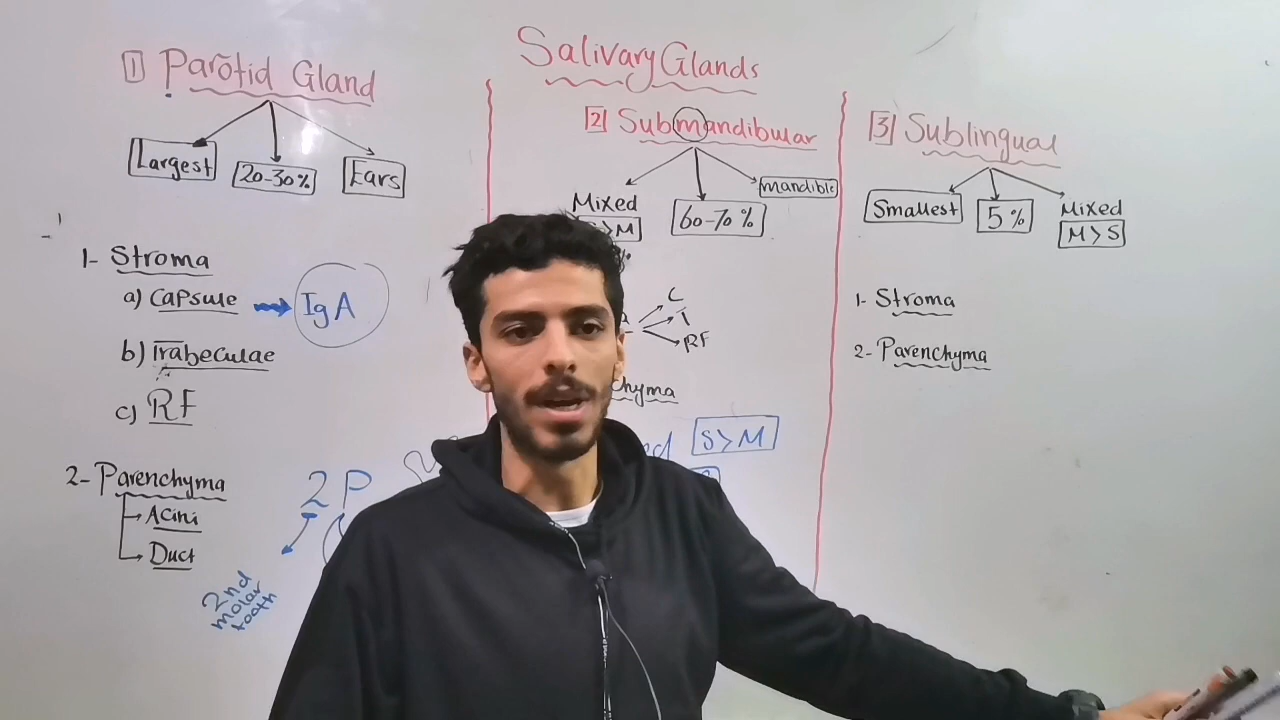 Salivary Glands
1 Parotid Gland
Largest
20-30%
Ears
1- Stroma
a) Capsule → IgA
b) Trabeculae
c) RF
2- Parenchyma
→ Acini
→ Duct
2P
2nd
molar
tooth
2 Submandibular
Mixed
>M
60-70%
mandible
C
T
RF
chyma
S>M
3 Sublingual
Smallest
5%
Mixed
M>S
1- Stroma
2- Parenchyma